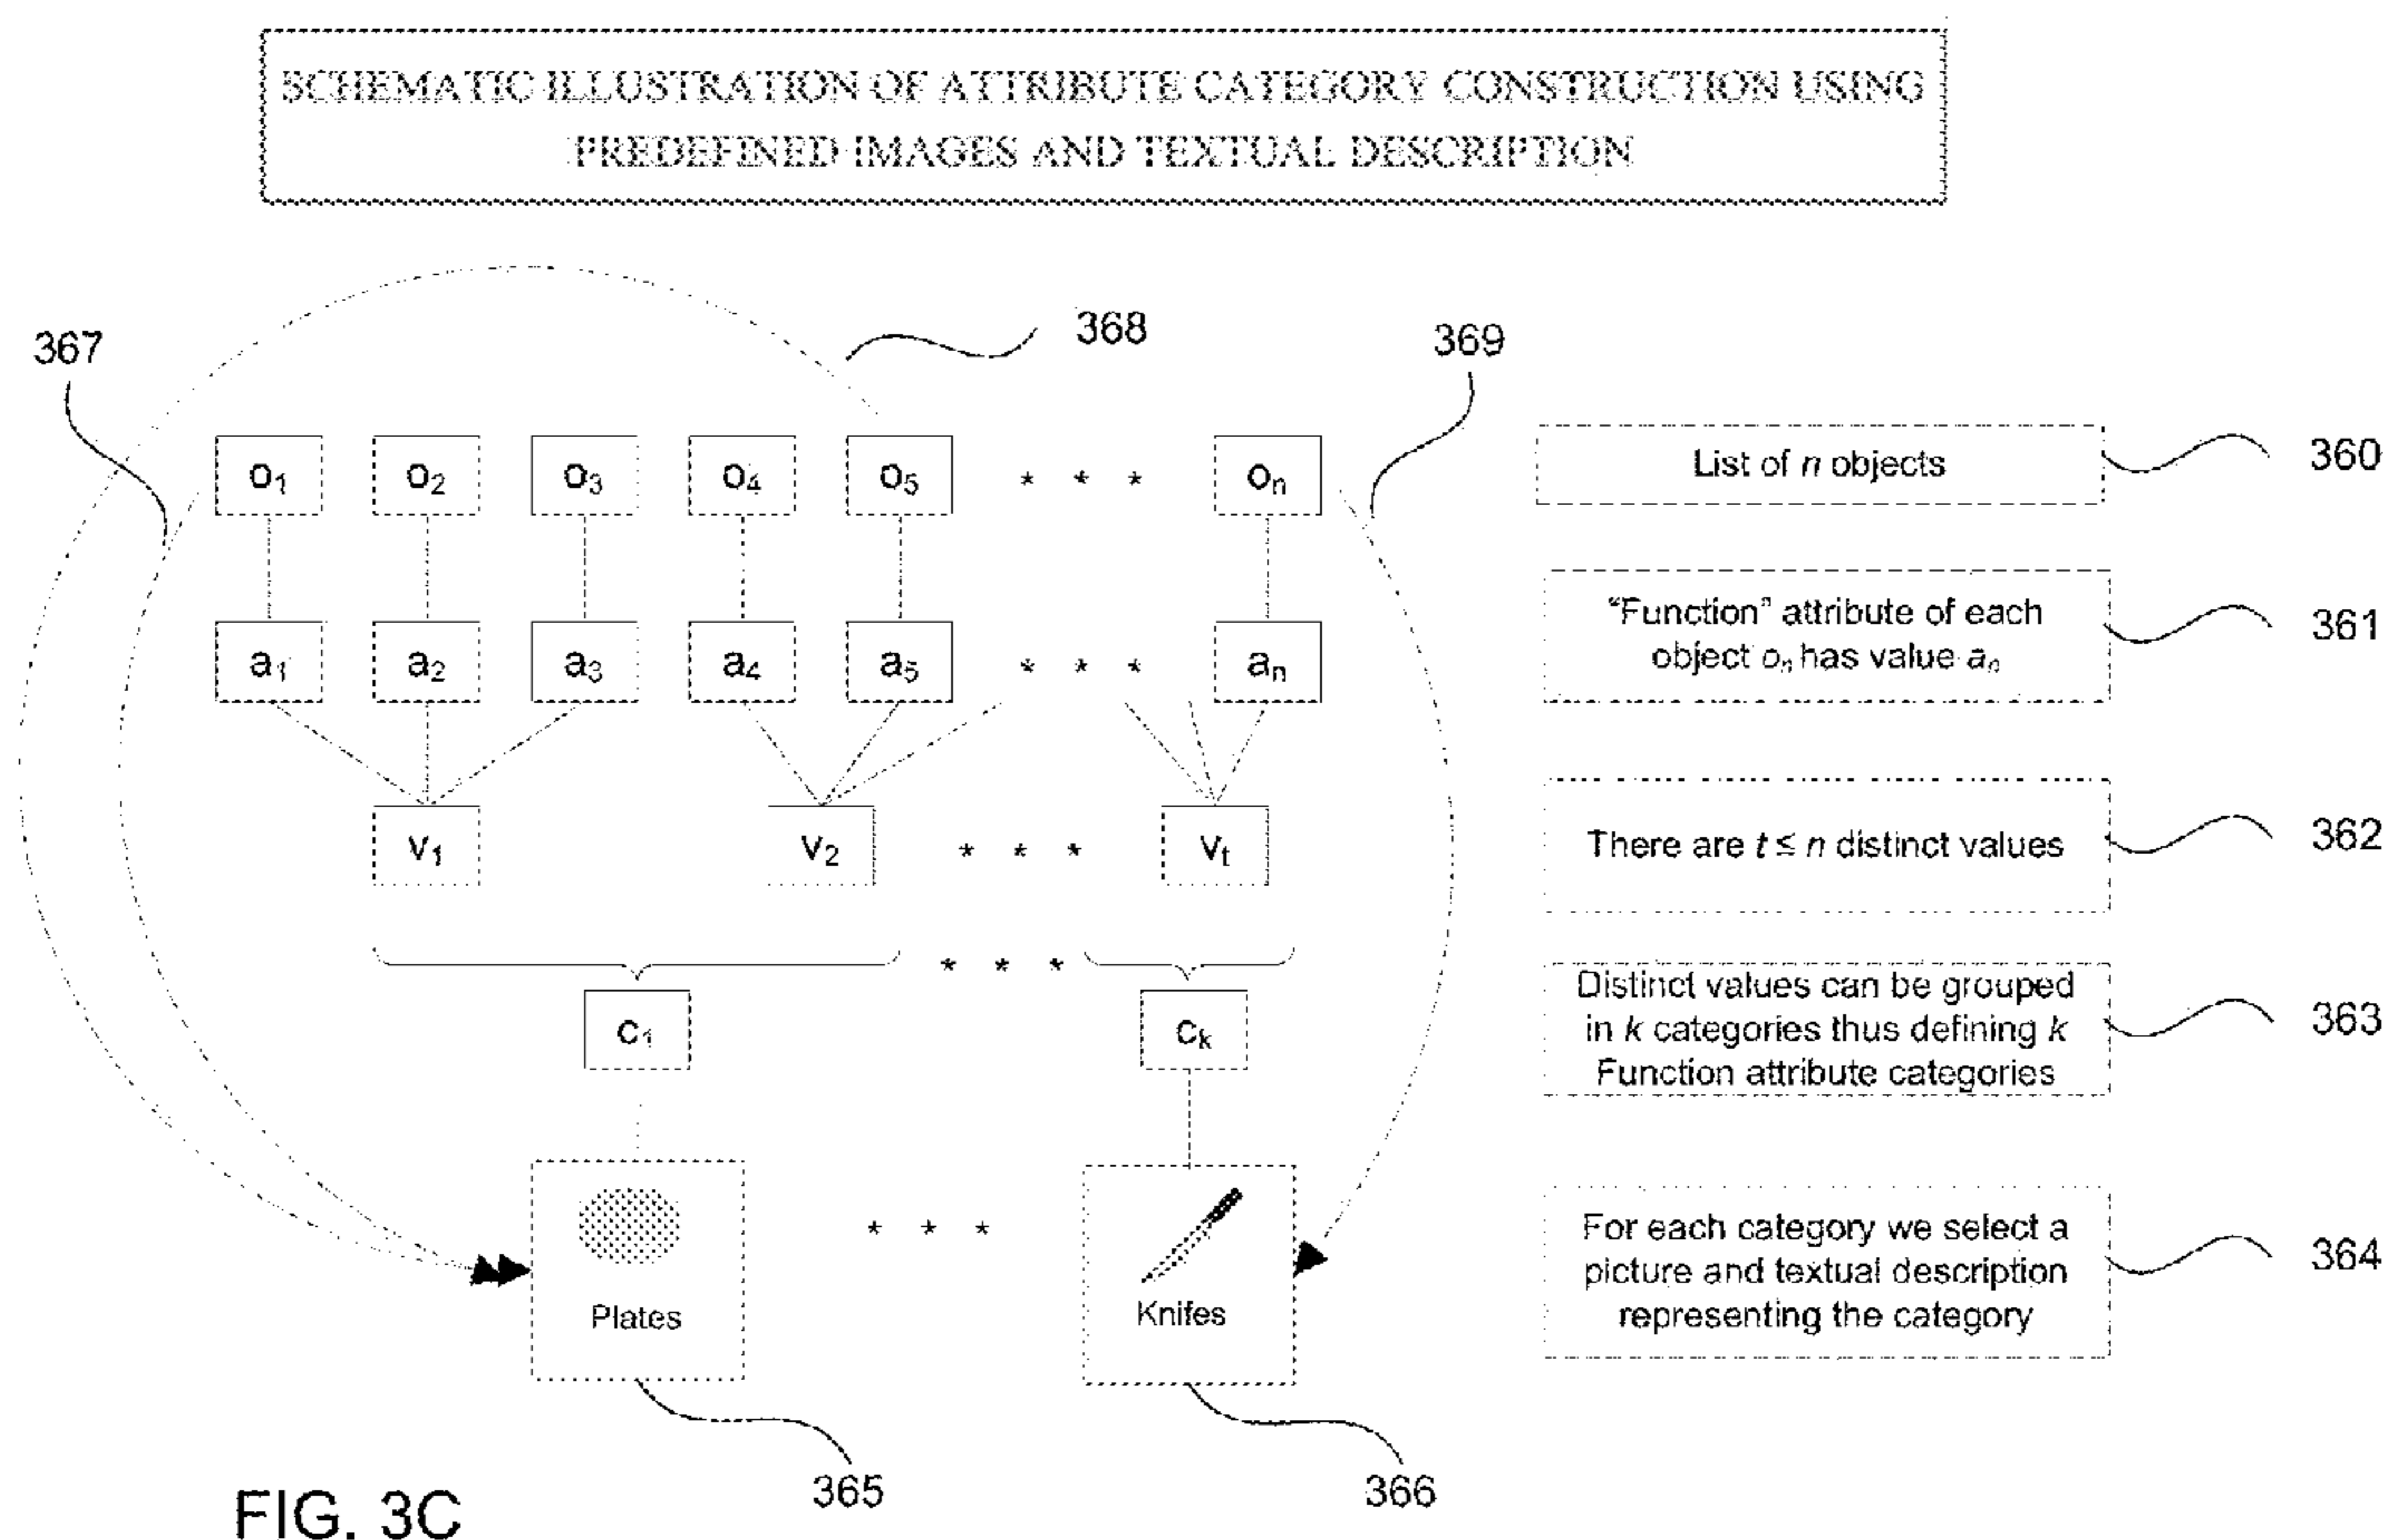 SCHEMATIC ILLUSTRATION OF ATTRIBUTE CATEGORY CONSTRUCTION USING
PREDEFINED IMAGES AND TEXTUAL DESCRIPTION
367
368
369
o₁ o₂ o₃ o₄ o₅ * * * oₙ
List of n objects
360
a₁ a₂ a₃ a₄ a₅ * * * aₙ
“Function” attribute of each
object oₙ has value aₙ
361
v₁ v₂ * * * vₜ
There are t ≤ n distinct values
362
* * *
c₁ cₖ
Distinct values can be grouped
in k categories thus defining k
Function attribute categories
363
Plates * * * Knifes
For each category we select a
picture and textual description
representing the category
364
365
366
FIG. 3C